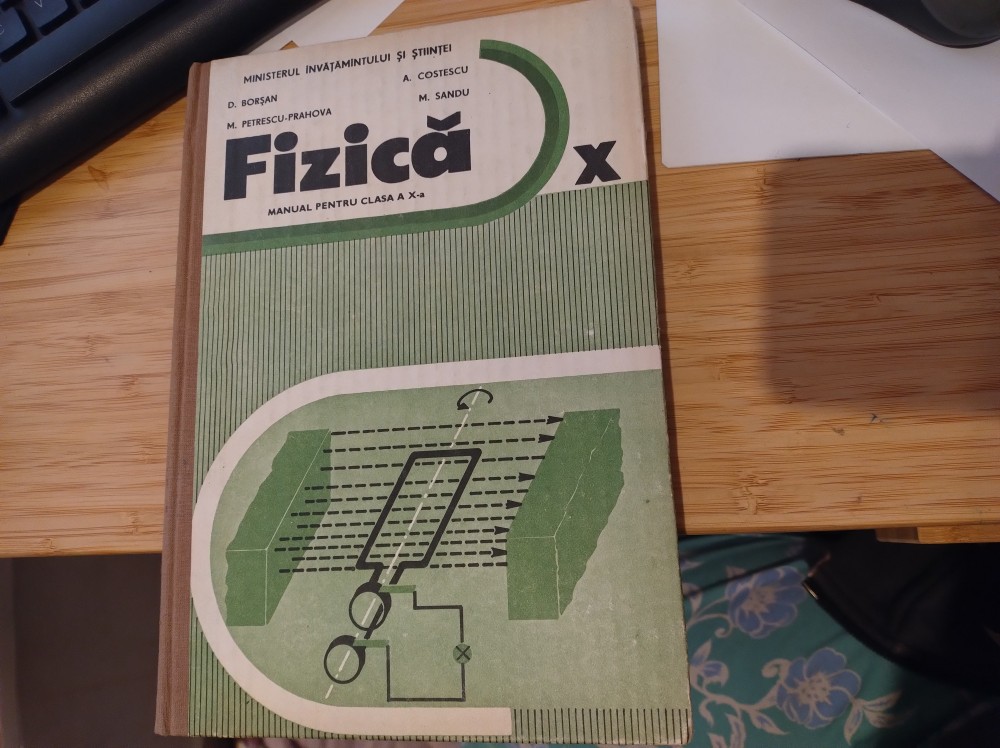 MINISTERUL ÎNVĂȚĂMÎNTULUI ȘI ȘTIINȚEI
D. BORȘAN
A. COSTESCU
M. PETRESCU-PRAHOVA
M. SANDU
Fizică
X
MANUAL PENTRU CLASA A X-a